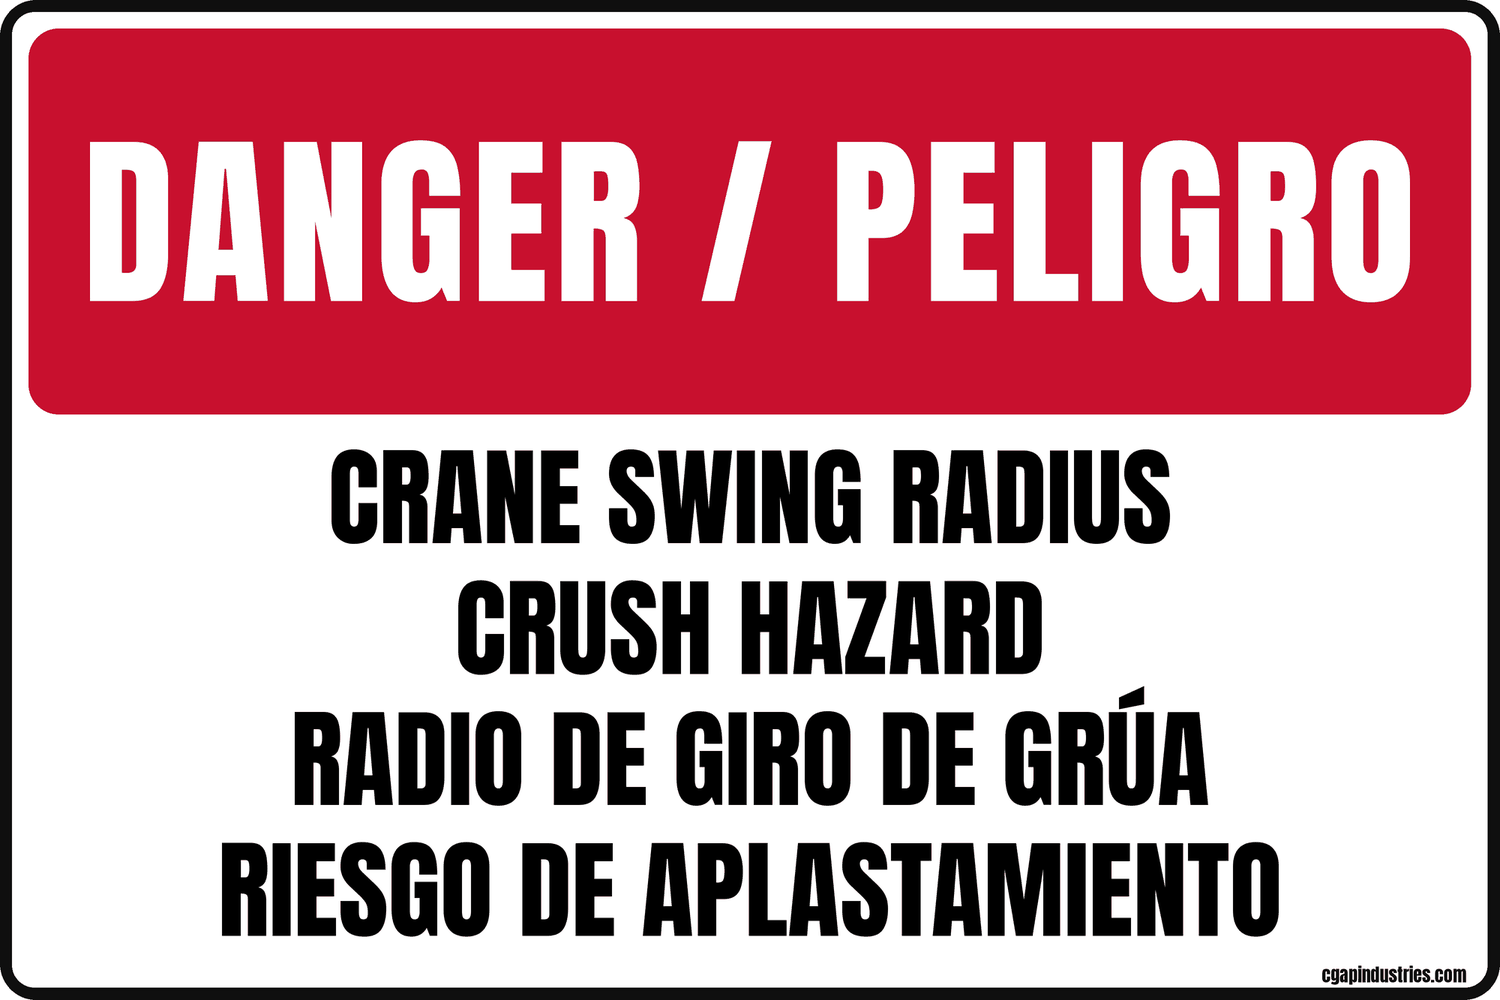 DANGER / PELIGRO
CRANE SWING RADIUS
CRUSH HAZARD
RADIO DE GIRO DE GRÚA
RIESGO DE APLASTAMIENTO
cgapindustries.com